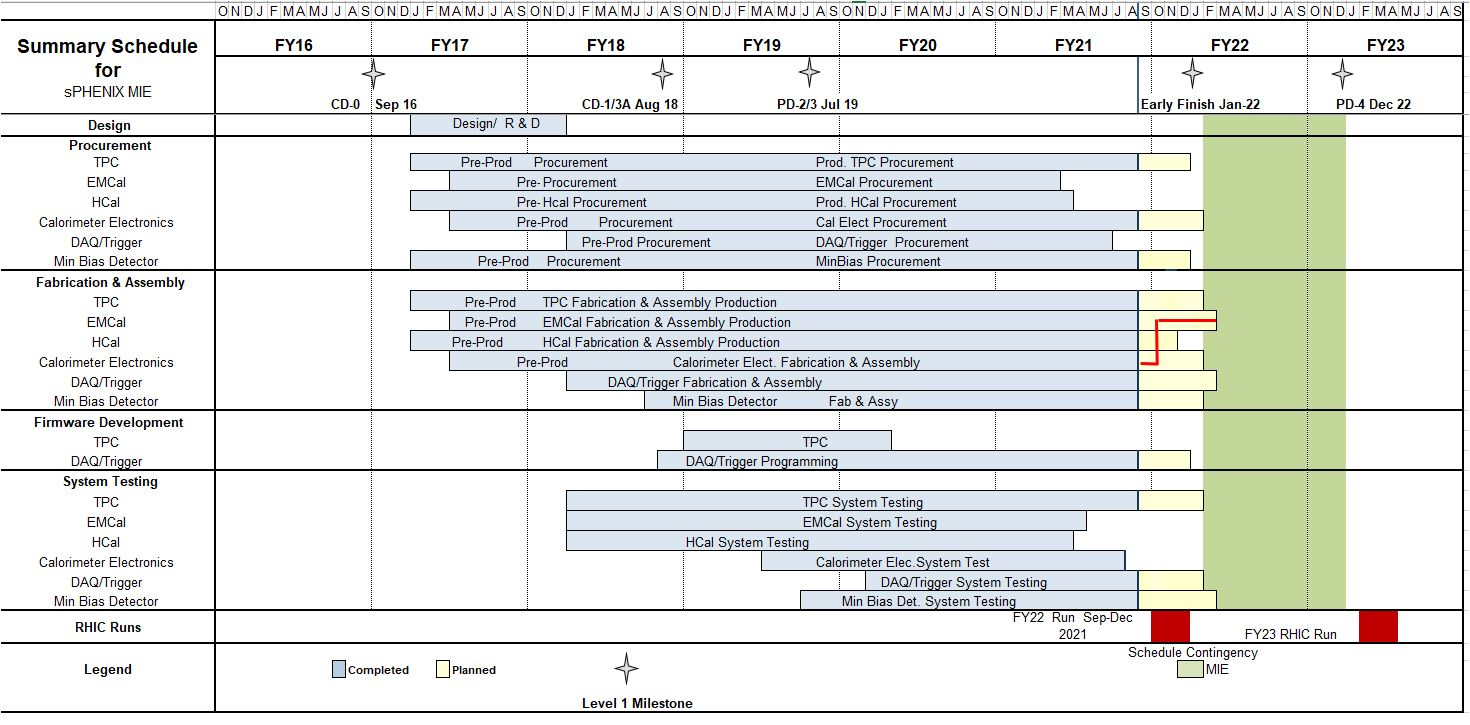 O N D J F M A M J J A S O N D J F M A M J J A S O N D J F M A M J J A S O N D J F M A M J J A S O N D J F M A M J J A S O N D J F M A M J J A S O N D J F M A M J J A S O N D J F M A M J J A S
Summary Schedule for sPHENIX MIE
FY16 FY17 FY18 FY19 FY20 FY21 FY22 FY23
CD-0 Sep 16 CD-1/3A Aug 18 PD-2/3 Jul 19 Early Finish Jan-22 PD-4 Dec 22
Design Design/ R & D
Procurement
TPC Pre-Prod Procurement Prod. TPC Procurement
EMCal Pre- Procurement EMCal Procurement
HCal Pre- Hcal Procurement Prod. HCal Procurement
Calorimeter Electronics Pre-Prod Procurement Cal Elect Procurement
DAQ/Trigger Pre-Prod Procurement DAQ/Trigger Procurement
Min Bias Detector Pre-Prod Procurement MinBias Procurement
Fabrication & Assembly
TPC Pre-Prod TPC Fabrication & Assembly Production
EMCal Pre-Prod EMCal Fabrication & Assembly Production
HCal Pre-Prod HCal Fabrication & Assembly Production
Calorimeter Electronics Pre-Prod Calorimeter Elect. Fabrication & Assembly
DAQ/Trigger DAQ/Trigger Fabrication & Assembly
Min Bias Detector Min Bias Detector Fab & Assy
Firmware Development
TPC TPC
DAQ/Trigger DAQ/Trigger Programming
System Testing
TPC TPC System Testing
EMCal EMCal System Testing
HCal HCal System Testing
Calorimeter Electronics Calorimeter Elec.System Test
DAQ/Trigger DAQ/Trigger System Testing
Min Bias Detector Min Bias Det. System Testing
RHIC Runs FY22 Run Sep-Dec 2021 FY23 RHIC Run
Schedule Contingency
Legend Completed Planned MIE
Level 1 Milestone